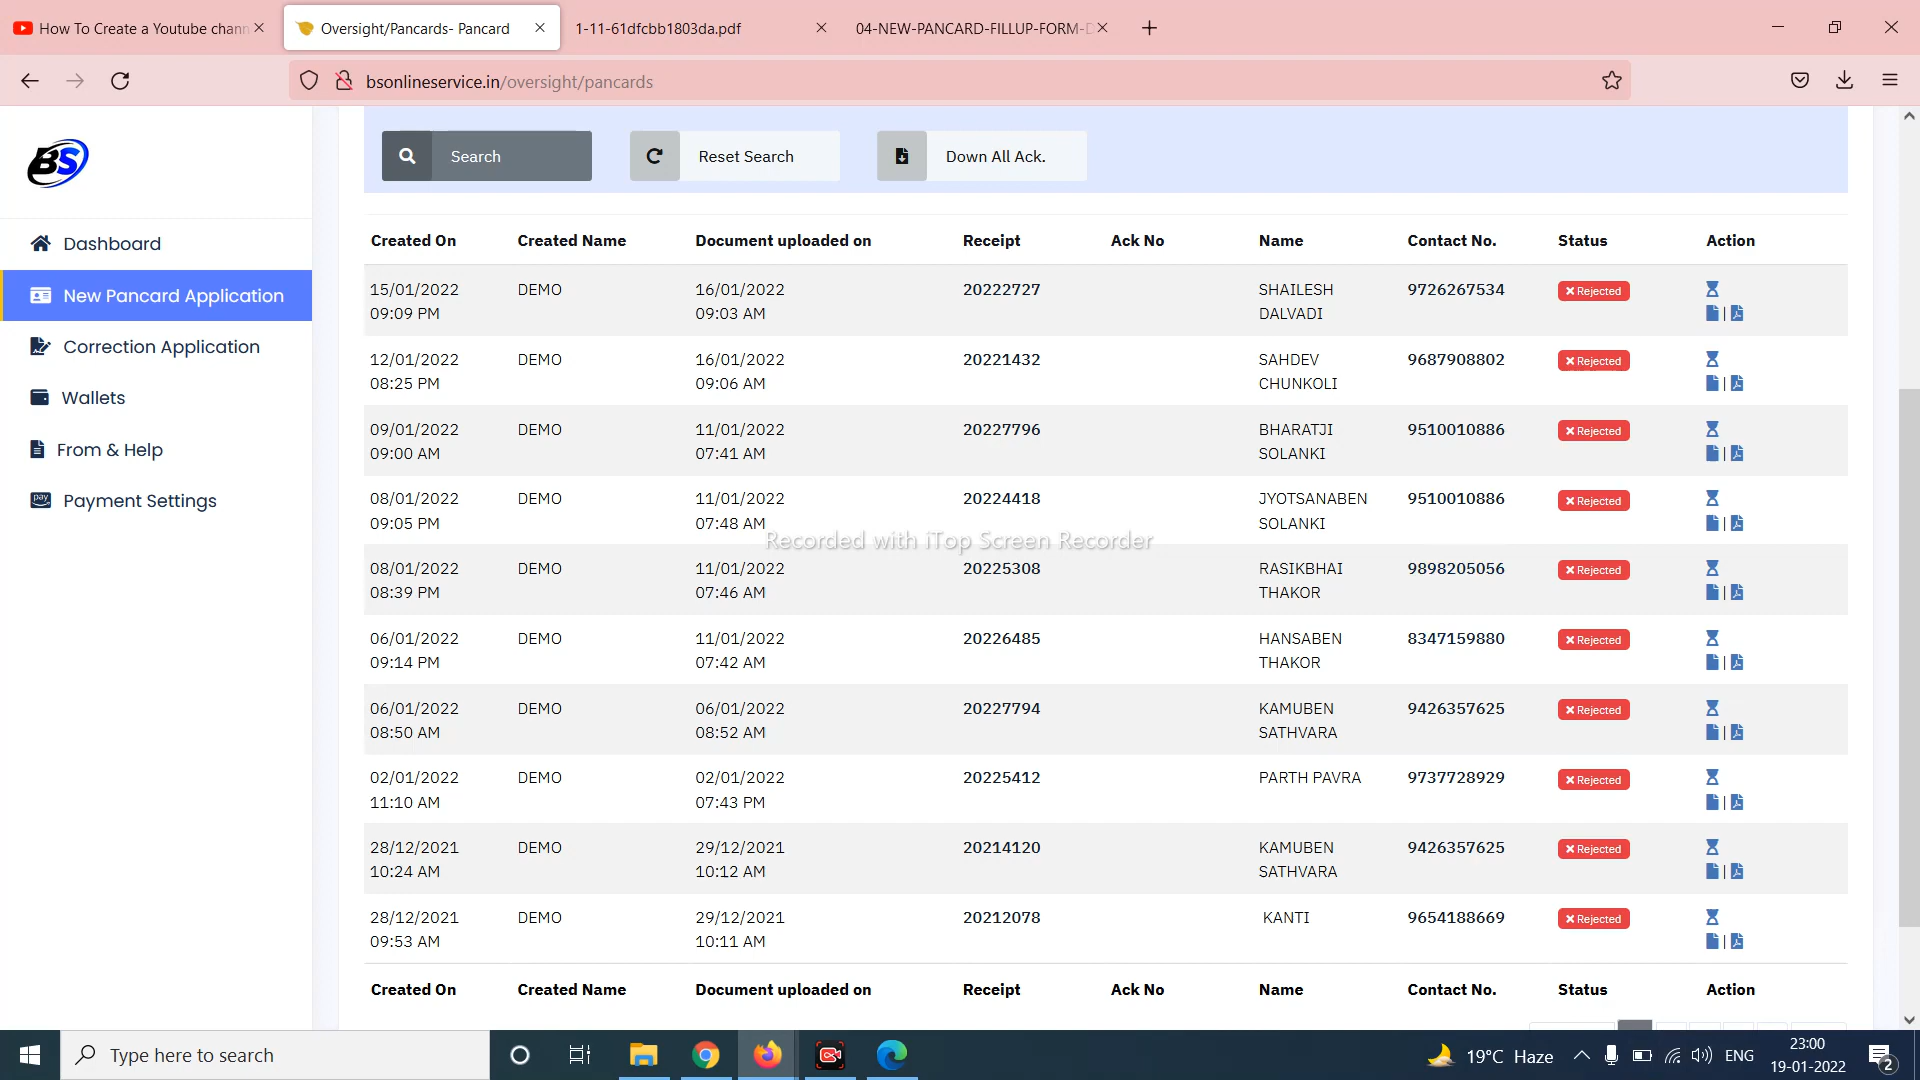 How To Create a Youtube chann
Oversight/Pancards- Pancard
1-11-61dfcbb1803da.pdf
04-NEW-PANCARD-FILLUP-FORM-D
bsonlineservice.in/oversight/pancards
BS
Search
Reset Search
Down All Ack.
Dashboard
New Pancard Application
Correction Application
Wallets
From & Help
pay
Payment Settings
Created On Created Name Document uploaded on Receipt Ack No Name Contact No. Status Action
15/01/2022 DEMO 16/01/2022 20222727 SHAILESH 9726267534 Rejected
09:09 PM 09:03 AM DALVADI |
12/01/2022 DEMO 16/01/2022 20221432 SAHDEV 9687908802 Rejected
08:25 PM 09:06 AM CHUNKOLI |
09/01/2022 DEMO 11/01/2022 20227796 BHARATJI 9510010886 Rejected
09:00 AM 07:41 AM SOLANKI |
08/01/2022 DEMO 11/01/2022 20224418 JYOTSANABEN 9510010886 Rejected
09:05 PM 07:48 AM SOLANKI |
Recorded with iTop Screen Recorder
08/01/2022 DEMO 11/01/2022 20225308 RASIKBHAI 9898205056 Rejected
08:39 PM 07:46 AM THAKOR |
06/01/2022 DEMO 11/01/2022 20226485 HANSABEN 8347159880 Rejected
09:14 PM 07:42 AM THAKOR |
06/01/2022 DEMO 06/01/2022 20227794 KAMUBEN 9426357625 Rejected
08:50 AM 08:52 AM SATHVARA |
02/01/2022 DEMO 02/01/2022 20225412 PARTH PAVRA 9737728929 Rejected
11:10 AM 07:43 PM |
28/12/2021 DEMO 29/12/2021 20214120 KAMUBEN 9426357625 Rejected
10:24 AM 10:12 AM SATHVARA |
28/12/2021 DEMO 29/12/2021 20212078 KANTI 9654188669 Rejected
09:53 AM 10:11 AM |
Created On Created Name Document uploaded on Receipt Ack No Name Contact No. Status Action
Type here to search
19°C Haze
ENG
23:00
19-01-2022
2